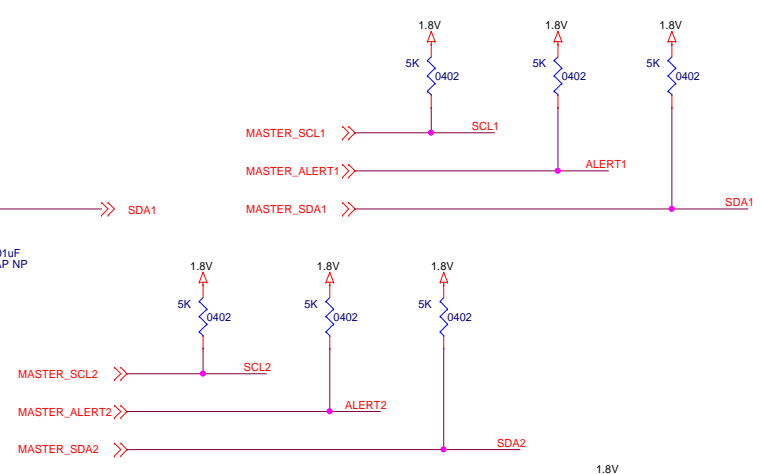 1.8V 1.8V 1.8V
5K 0402 5K 0402 5K 0402
MASTER_SCL1 SCL1
MASTER_ALERT1 ALERT1
SDA1 MASTER_SDA1 SDA1
01uF
AP NP
1.8V 1.8V 1.8V
5K 0402 5K 0402 5K 0402
MASTER_SCL2 SCL2
MASTER_ALERT2 ALERT2
MASTER_SDA2 SDA2
1.8V